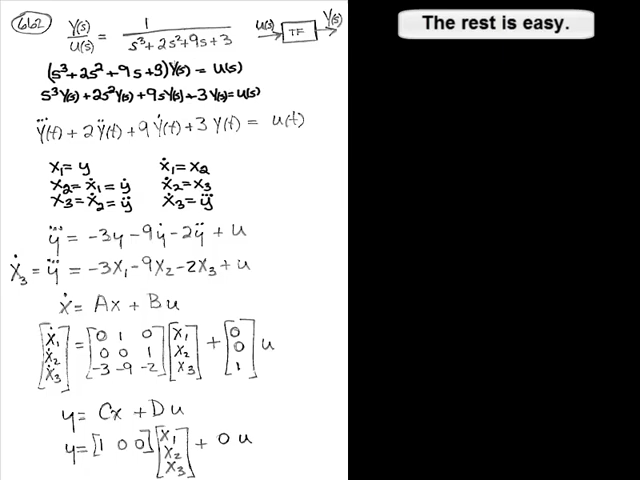 662
Y(s)/U(s) = 1/(s³+2s²+9s+3)
U(s) TF Y(s)
(s³+2s²+9s+3)Y(s) = U(s)
s³Y(s)+2s²Y(s)+9sY(s)+3Y(s)=U(s)
y⃛(t)+2ÿ(t)+9ẏ(t)+3y(t) = u(t)
x₁=y ẋ₁=x₂
x₂=ẋ₁=ẏ ẋ₂=x₃
x₃=ẋ₂=ÿ ẋ₃=y⃛
y⃛ = -3y-9ẏ-2ÿ+u
ẋ₃ = y⃛ = -3x₁-9x₂-2x₃+u
ẋ = Ax + Bu
[ẋ₁ ẋ₂ ẋ₃] = [0 1 0
0 0 1
-3 -9 -2] [x₁ x₂ x₃] + [0 0 1] u
y = Cx + Du
y = [1 0 0] [x₁ x₂ x₃] + 0 u
The rest is easy.